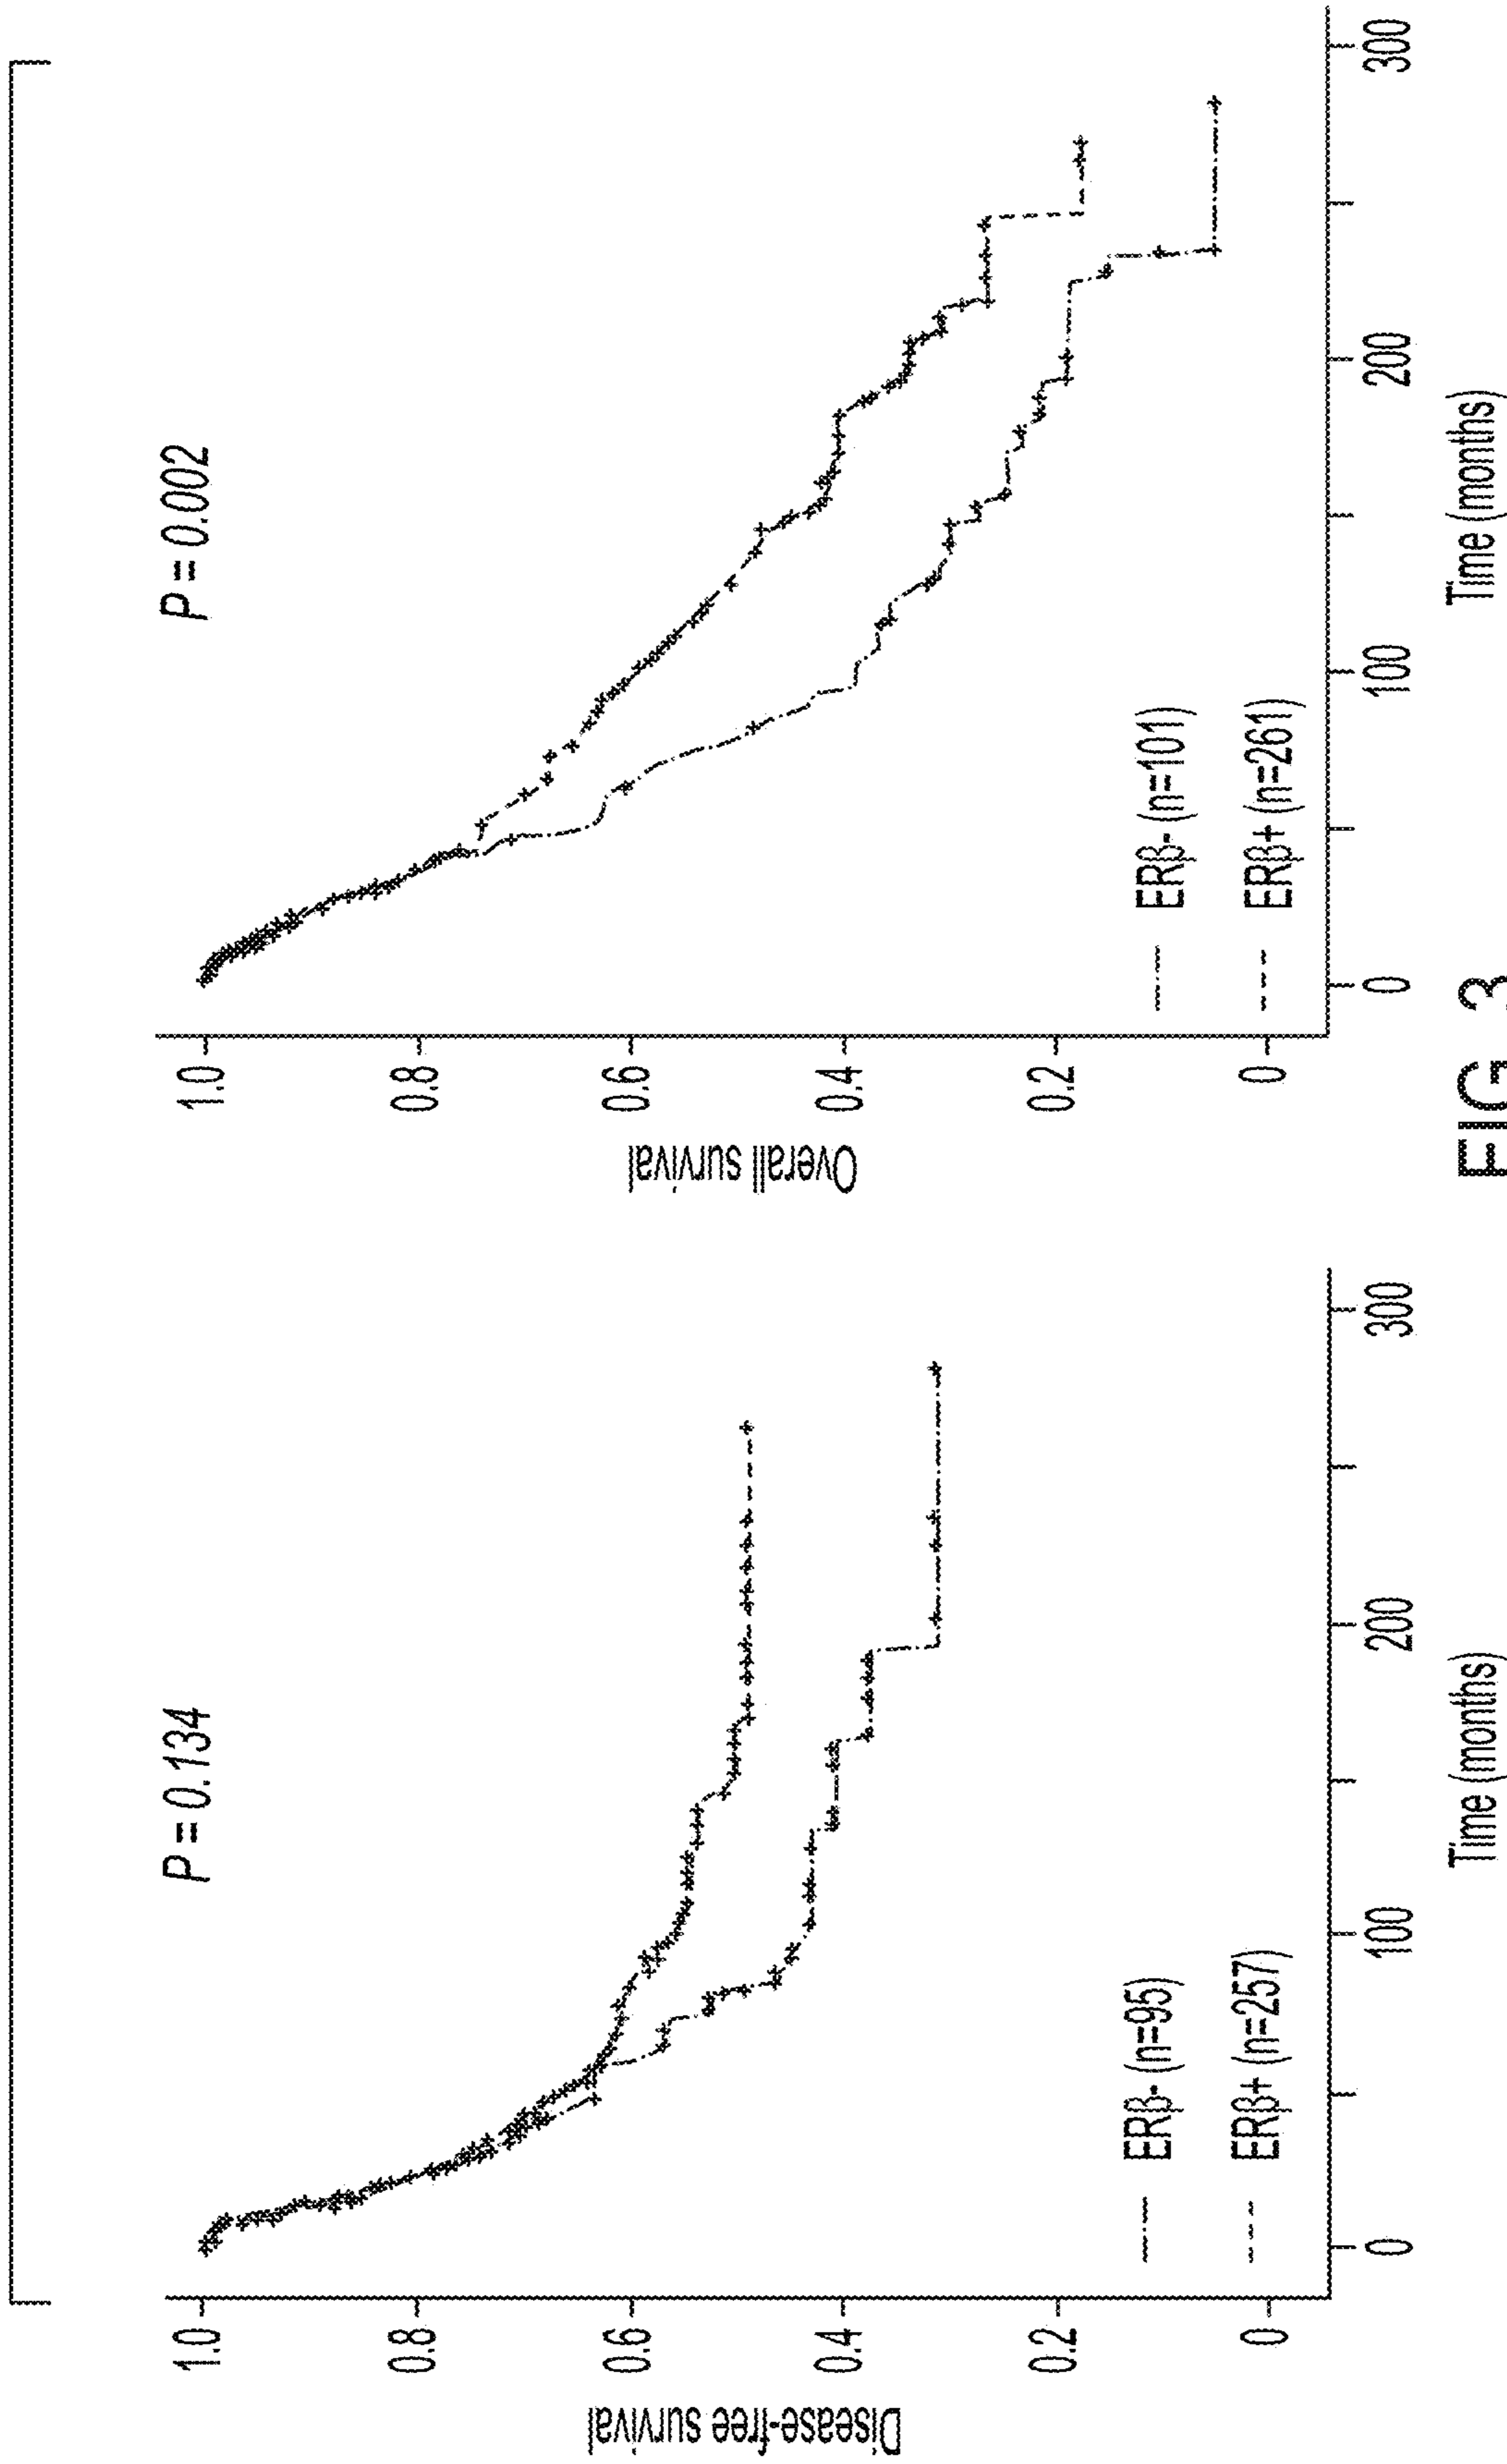 P = 0.134
Disease-free survival
1.0
0.8
0.6
0.4
0.2
0
ERβ- (n=95)
ERβ+ (n=257)
0
100
200
300
Time (months)
P = 0.002
Overall survival
1.0
0.8
0.6
0.4
0.2
0
ERβ- (n=101)
ERβ+ (n=261)
0
100
200
300
Time (months)
FIG. 3